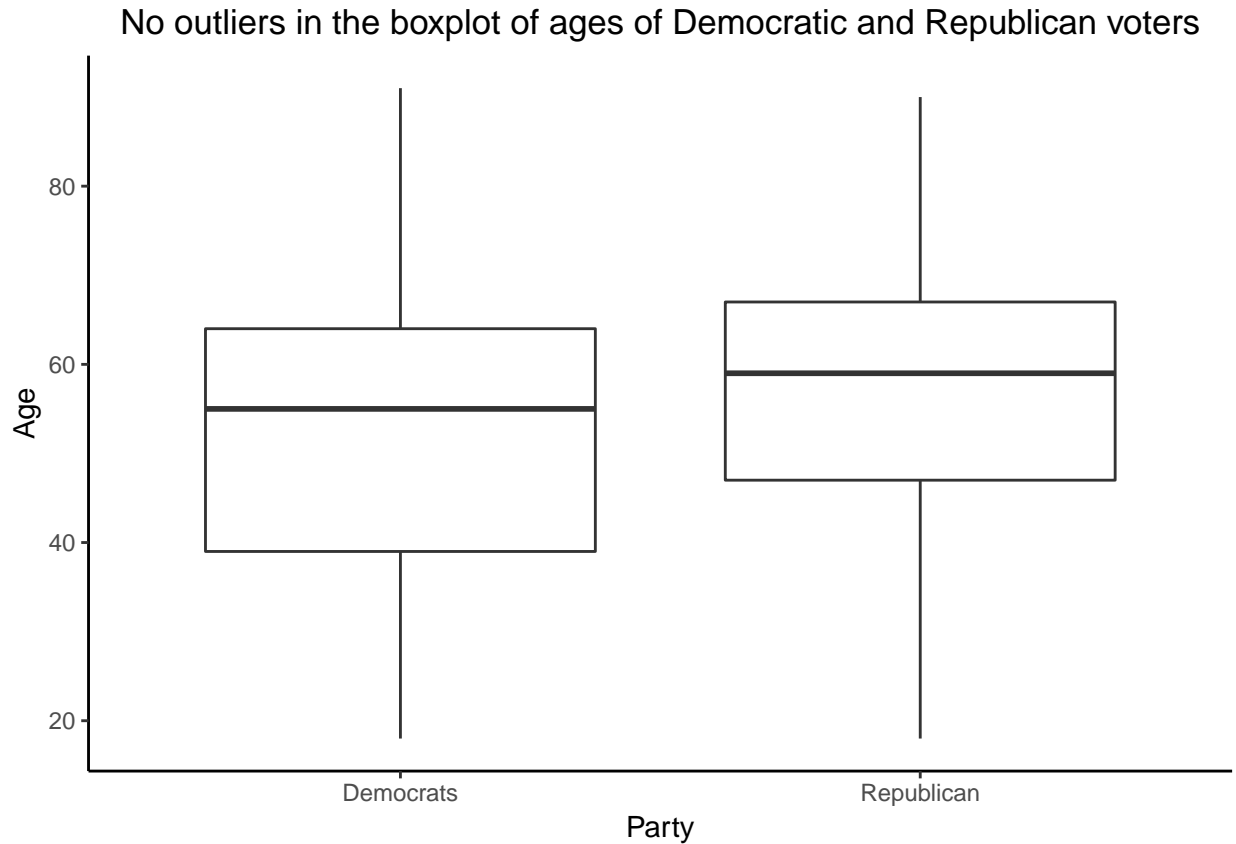 No outliers in the boxplot of ages of Democratic and Republican voters
80
60
40
20
Age
Democrats
Republican
Party